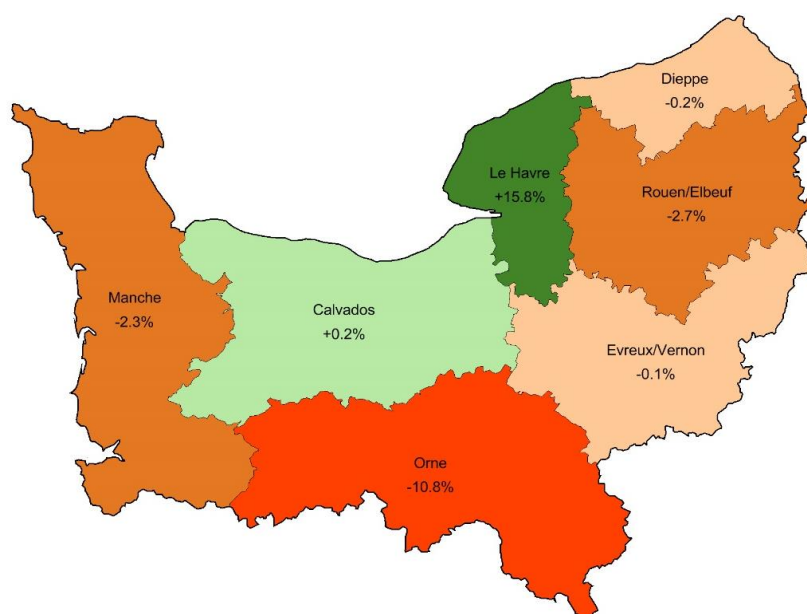 Dieppe
-0.2%
Le Havre
+15.8%
Rouen/Elbeuf
-2.7%
Manche
-2.3%
Calvados
+0.2%
Evreux/Vernon
-0.1%
Orne
-10.8%